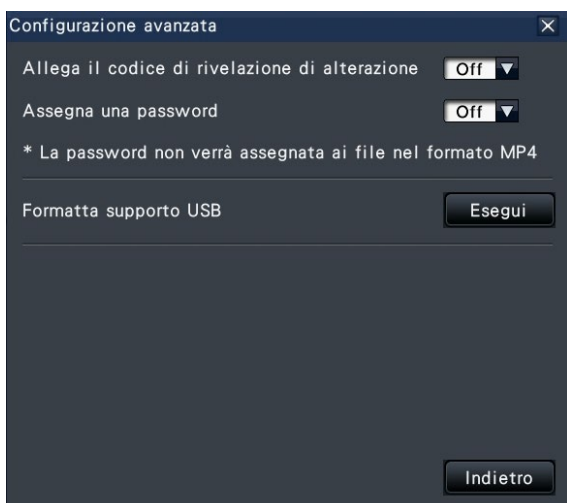 Configurazione avanzata
Allega il codice di rivelazione di alterazione Off
Assegna una password Off
* La password non verrà assegnata ai file nel formato MP4
Formatta supporto USB Esegui
Indietro